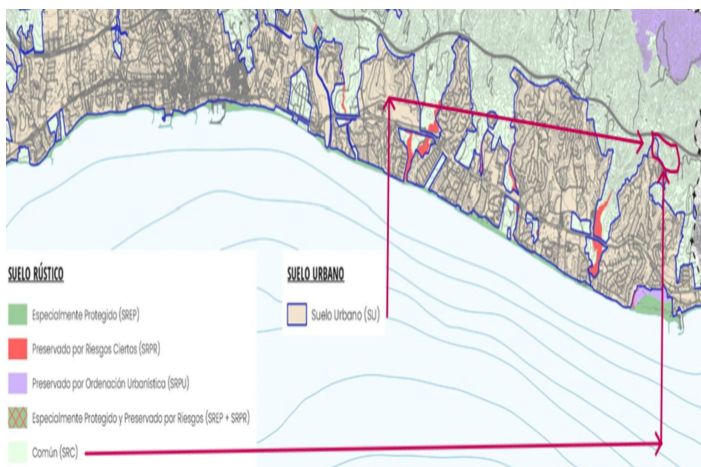 SUELO RÚSTICO
Especialmente Protegido (SREP)
Preservado por Riesgos Ciertos (SRPR)
Preservado por Ordenación Urbanística (SRPU)
Especialmente Protegido y Preservado por Riesgos (SREP + SRPR)
Común (SRC)
SUELO URBANO
Suelo Urbano (SU)